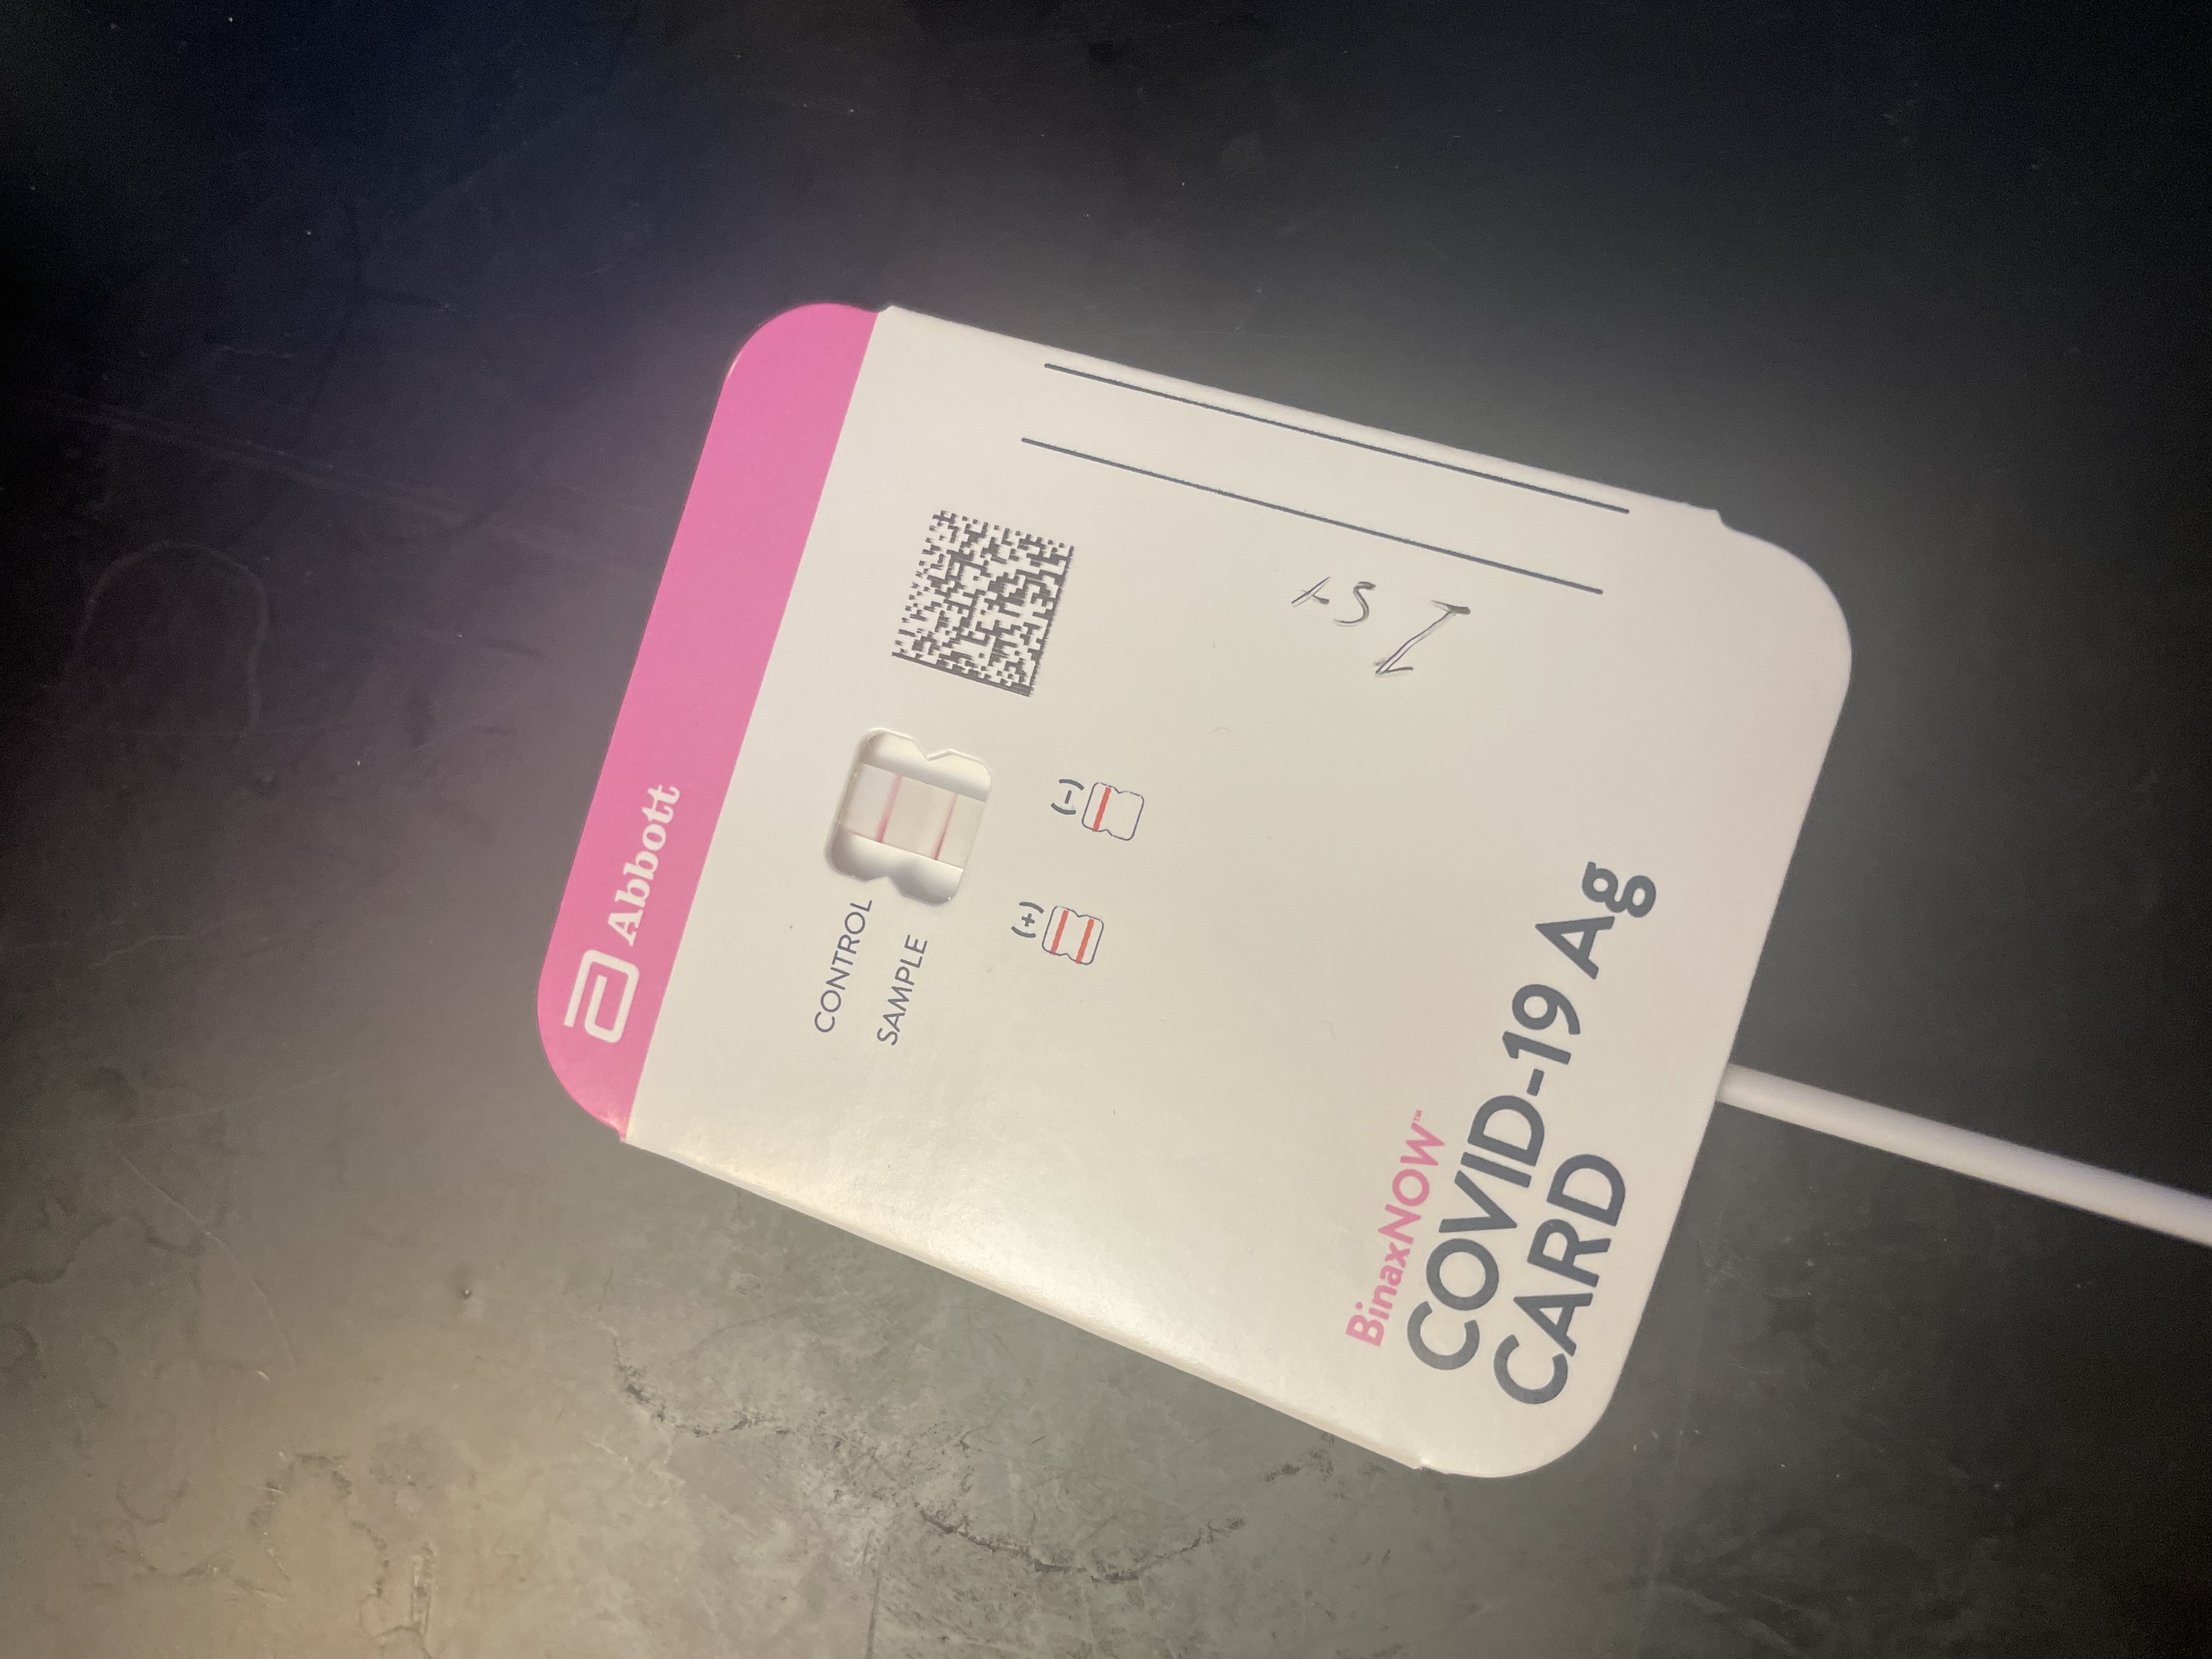 Abbott
CONTROL
SAMPLE
(+)
(-)
1st
BinaxNOW™
COVID-19 Ag
CARD